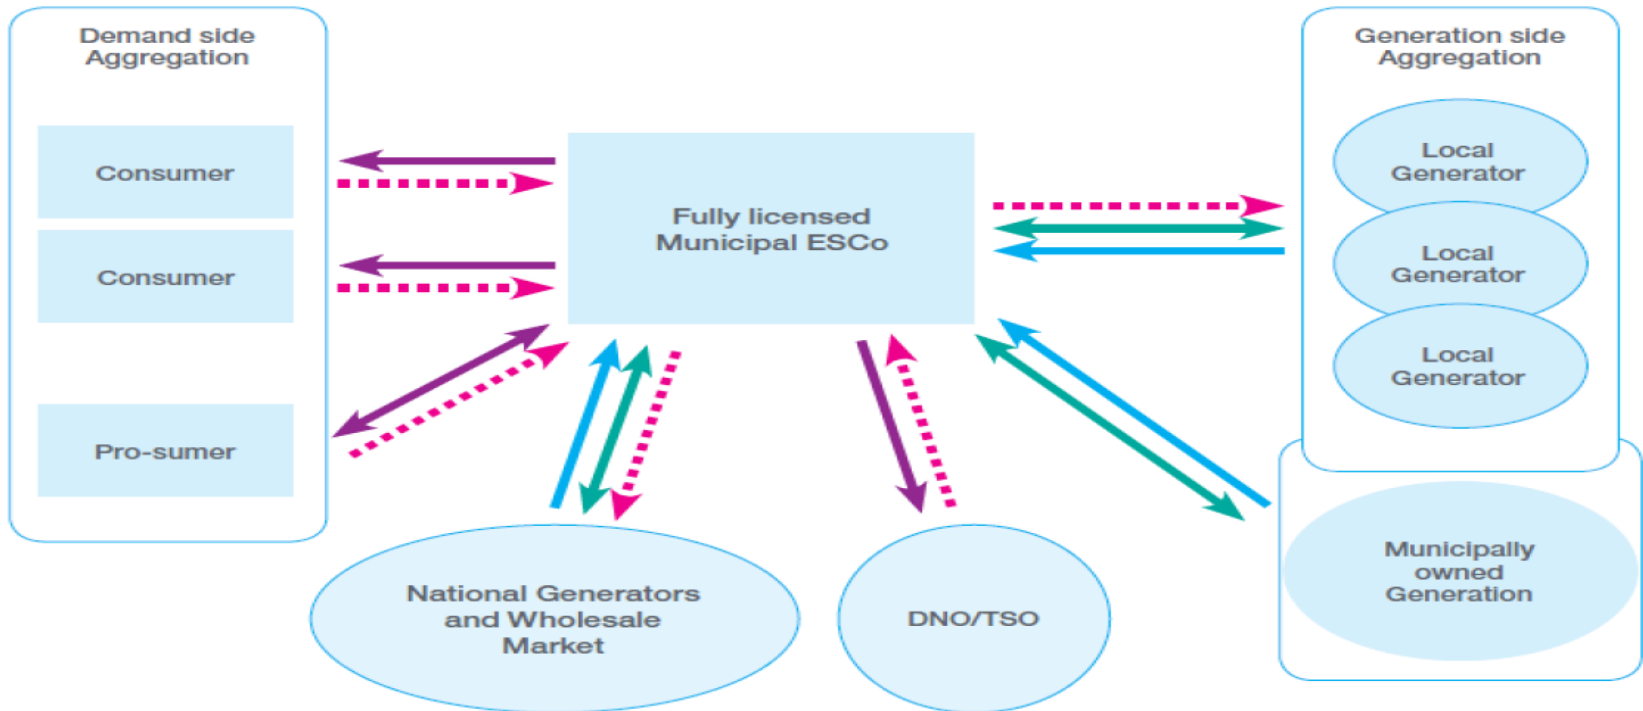 Demand side
Aggregation
Consumer
Consumer
Pro-sumer
Fully licensed
Municipal ESCo
National Generators
and Wholesale
Market
DNO/TSO
Generation side
Aggregation
Local
Generator
Local
Generator
Local
Generator
Municipally
owned
Generation